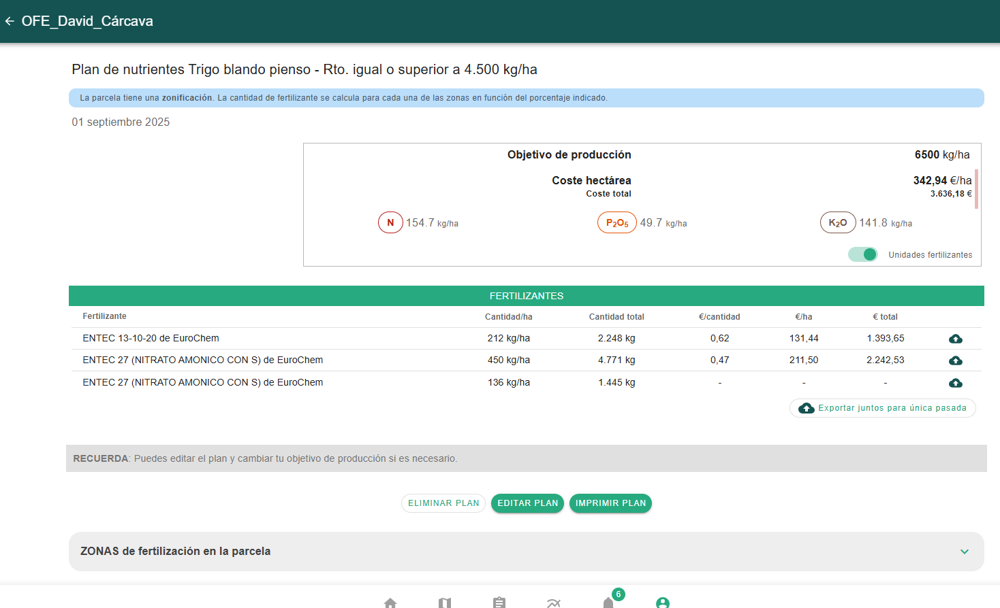 OFE_David_Cárcava
Plan de nutrientes Trigo blando pienso - Rto. igual o superior a 4.500 kg/ha
La parcela tiene una zonificación. La cantidad de fertilizante se calcula para cada una de las zonas en función del porcentaje indicado.
01 septiembre 2025
Objetivo de producción 6500 kg/ha
Coste hectárea 342,94 €/ha
Coste total 3.636,18 €
N 154.7 kg/ha P₂O₅ 49.7 kg/ha K₂O 141.8 kg/ha
Unidades fertilizantes
FERTILIZANTES
Fertilizante Cantidad/ha Cantidad total €/cantidad €/ha € total
ENTEC 13-10-20 de EuroChem 212 kg/ha 2.248 kg 0,62 131,44 1.393,65
ENTEC 27 (NITRATO AMONICO CON S) de EuroChem 450 kg/ha 4.771 kg 0,47 211,50 2.242,53
ENTEC 27 (NITRATO AMONICO CON S) de EuroChem 136 kg/ha 1.445 kg - - -
Exportar juntos para única pasada
RECUERDA: Puedes editar el plan y cambiar tu objetivo de producción si es necesario.
ELIMINAR PLAN EDITAR PLAN IMPRIMIR PLAN
ZONAS de fertilización en la parcela
6